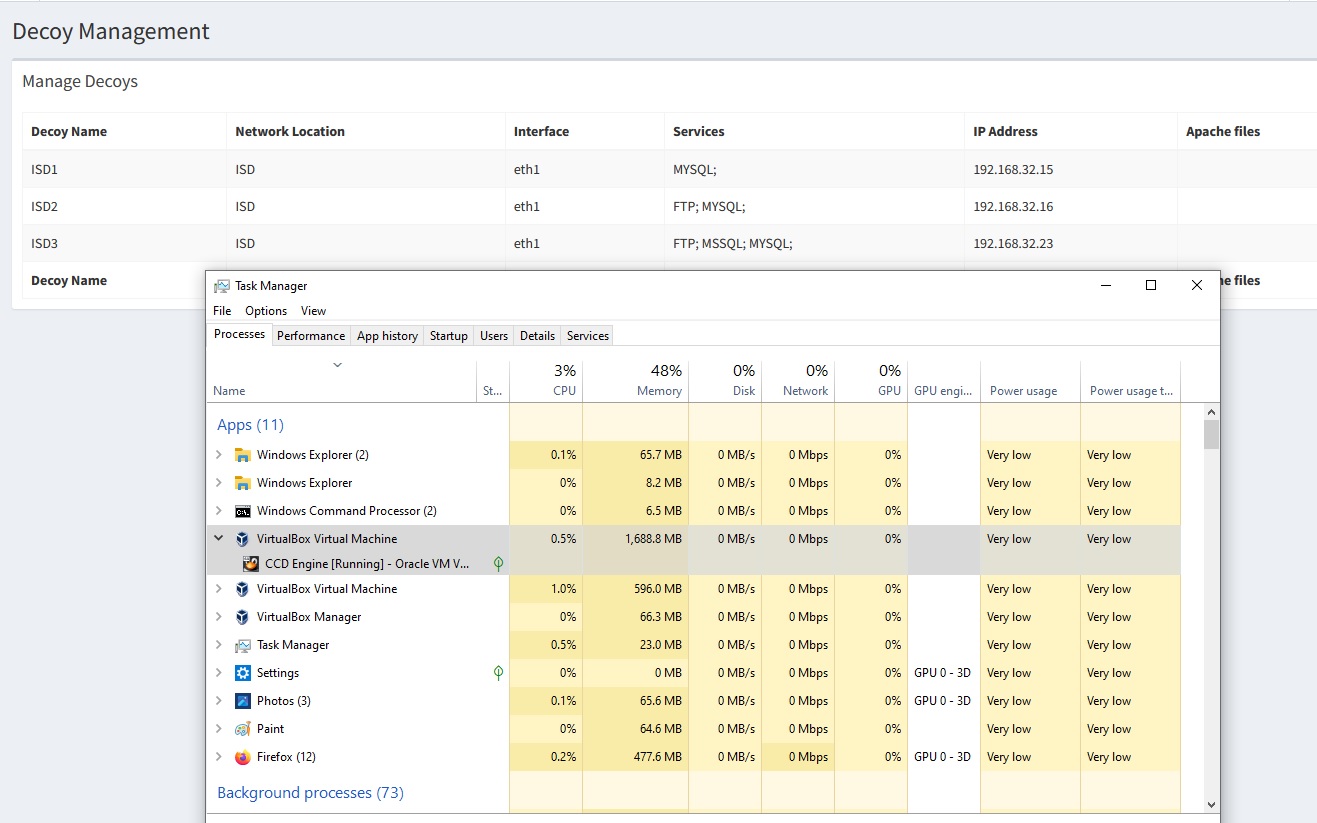 Decoy Management
Manage Decoys
Decoy Name Network Location Interface Services IP Address Apache files
ISD1 ISD eth1 MYSQL; 192.168.32.15
ISD2 ISD eth1 FTP; MYSQL; 192.168.32.16
ISD3 ISD eth1 FTP; MSSQL; MYSQL; 192.168.32.23
Decoy Name he files
Task Manager
File Options View
Processes Performance App history Startup Users Details Services
3% 48% 0% 0% 0%
Name St... CPU Memory Disk Network GPU GPU engi... Power usage Power usage t...
Apps (11)
Windows Explorer (2) 0.1% 65.7 MB 0 MB/s 0 Mbps 0% Very low Very low
Windows Explorer 0% 8.2 MB 0 MB/s 0 Mbps 0% Very low Very low
Windows Command Processor (2) 0% 6.5 MB 0 MB/s 0 Mbps 0% Very low Very low
VirtualBox Virtual Machine 0.5% 1,688.8 MB 0 MB/s 0 Mbps 0% Very low Very low
CCD Engine [Running] - Oracle VM V...
VirtualBox Virtual Machine 1.0% 596.0 MB 0 MB/s 0 Mbps 0% Very low Very low
VirtualBox Manager 0% 66.3 MB 0 MB/s 0 Mbps 0% Very low Very low
Task Manager 0.5% 23.0 MB 0 MB/s 0 Mbps 0% Very low Very low
Settings 0% 0 MB 0 MB/s 0 Mbps 0% GPU 0 - 3D Very low Very low
Photos (3) 0.1% 65.6 MB 0 MB/s 0 Mbps 0% GPU 0 - 3D Very low Very low
Paint 0% 64.6 MB 0 MB/s 0 Mbps 0% Very low Very low
Firefox (12) 0.2% 477.6 MB 0 MB/s 0 Mbps 0% GPU 0 - 3D Very low Very low
Background processes (73)